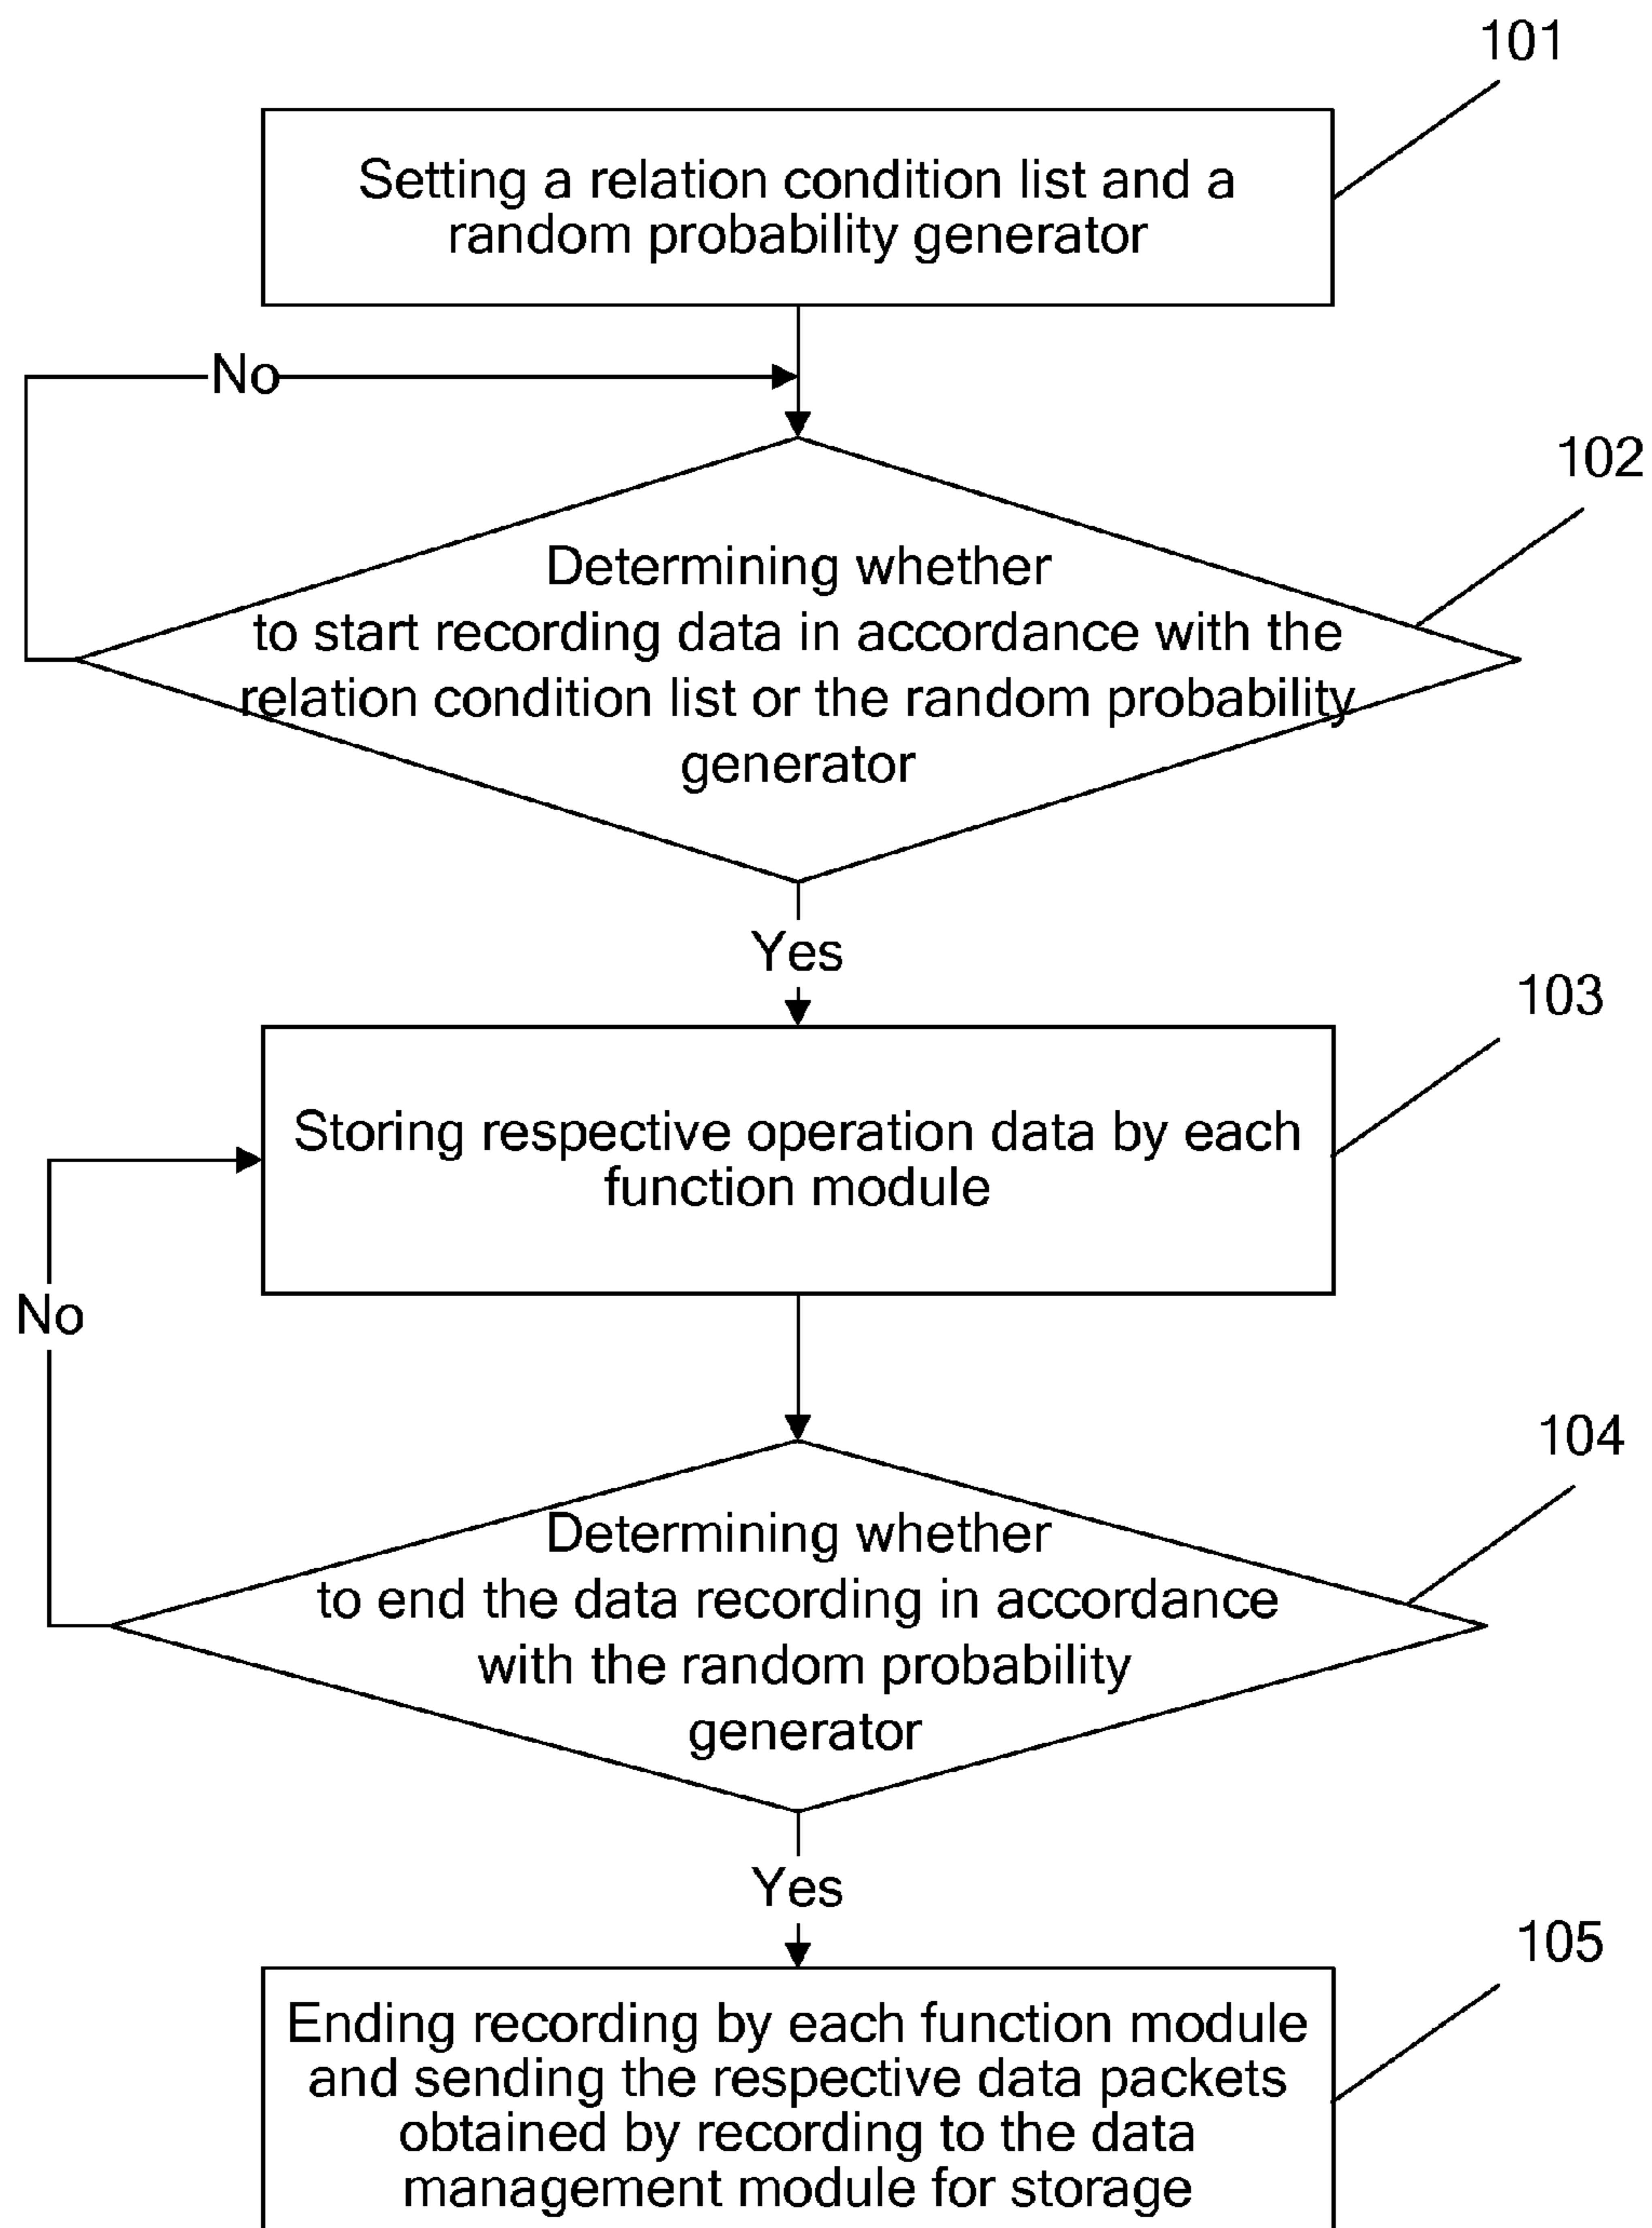 101
Setting a relation condition list and a
random probability generator
No
102
Determining whether
to start recording data in accordance with the
relation condition list or the random probability
generator
Yes
103
Storing respective operation data by each
function module
No
104
Determining whether
to end the data recording in accordance
with the random probability
generator
Yes
105
Ending recording by each function module
and sending the respective data packets
obtained by recording to the data
management module for storage